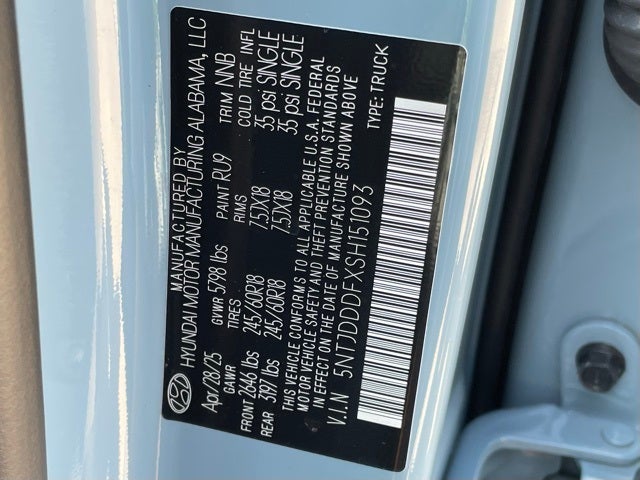 MANUFACTURED BY
HYUNDAI MOTOR MANUFACTURING ALABAMA, LLC
Apr/28/25 GVWR 5798 lbs PAINT RU9 TRIM NNB
GAWR TIRES RIMS COLD TIRE INFL
FRONT 2646 lbs 245/60R18 7.5JX18 35 psi SINGLE
REAR 3197 lbs 245/60R18 7.5JX18 35 psi SINGLE
THIS VEHICLE CONFORMS TO ALL APPLICABLE U.S.A. FEDERAL
MOTOR VEHICLE SAFETY AND THEFT PREVENTION STANDARDS
IN EFFECT ON THE DATE OF MANUFACTURE SHOWN ABOVE
V.I.N 5NTJDDDFXSH151093 TYPE: TRUCK